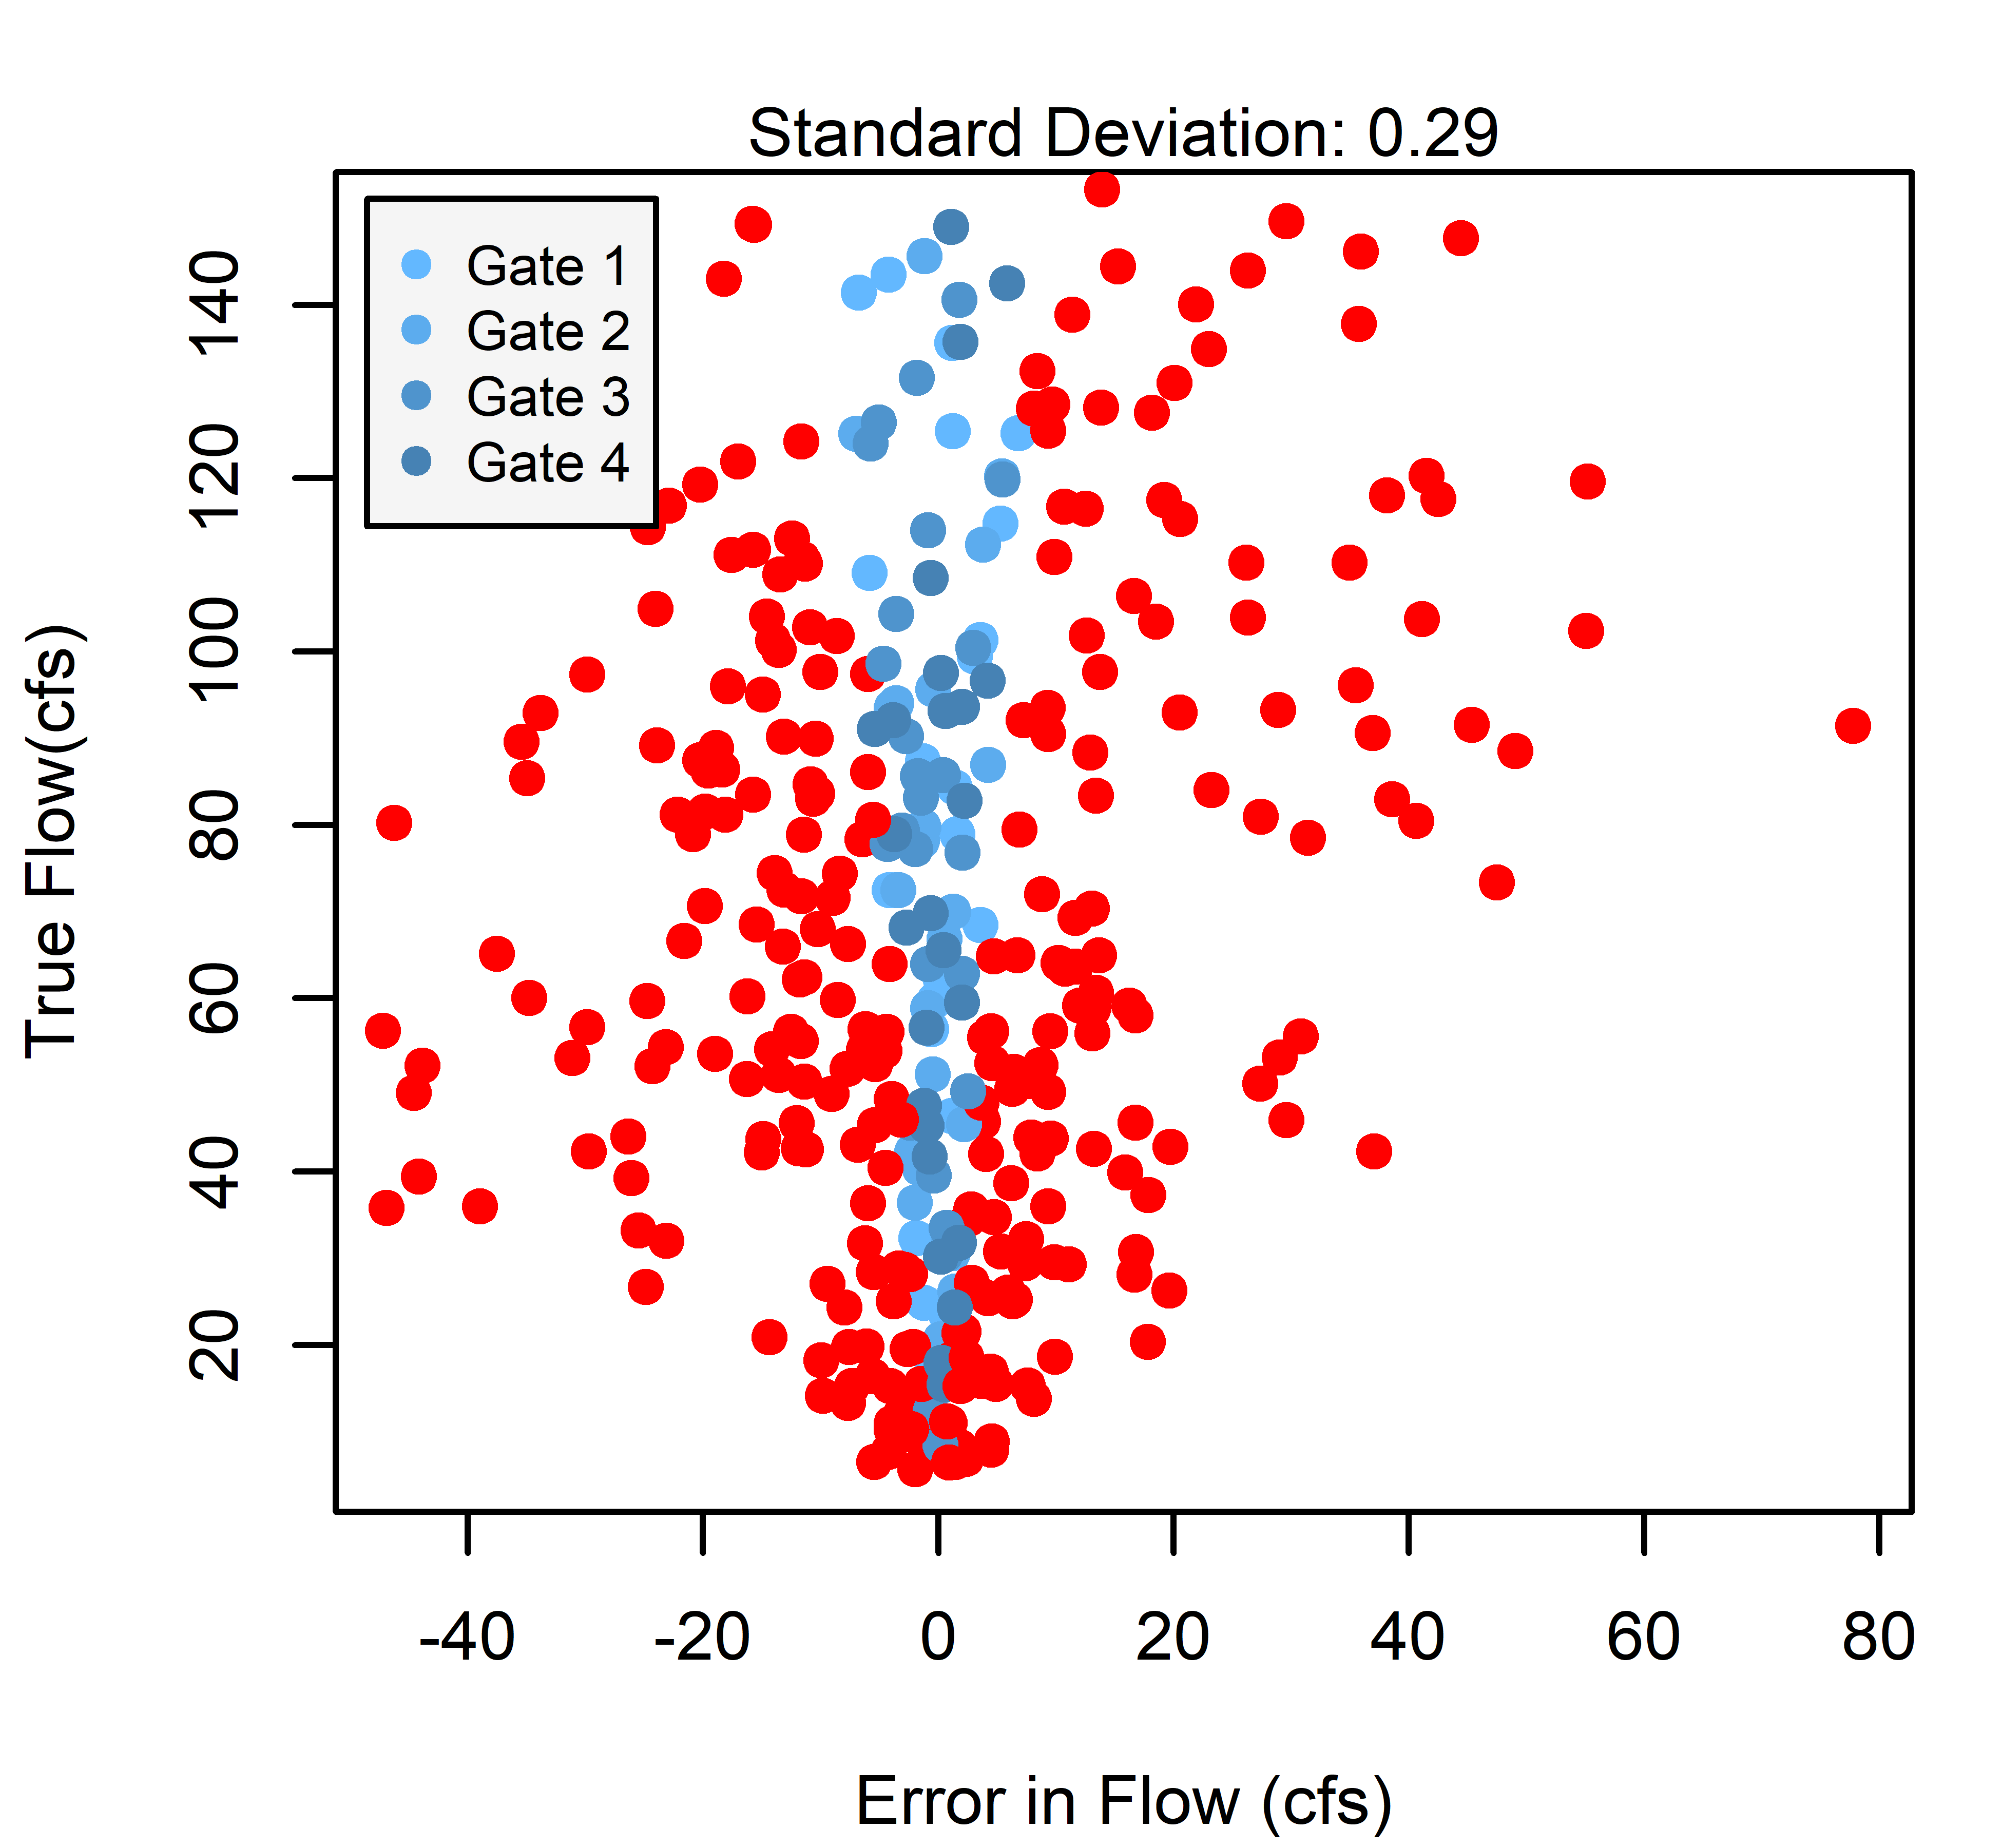 Standard Deviation: 0.29
Gate 1
Gate 2
Gate 3
Gate 4
140
120
100
80
60
40
20
True Flow(cfs)
-40 -20 0 20 40 60 80
Error in Flow (cfs)